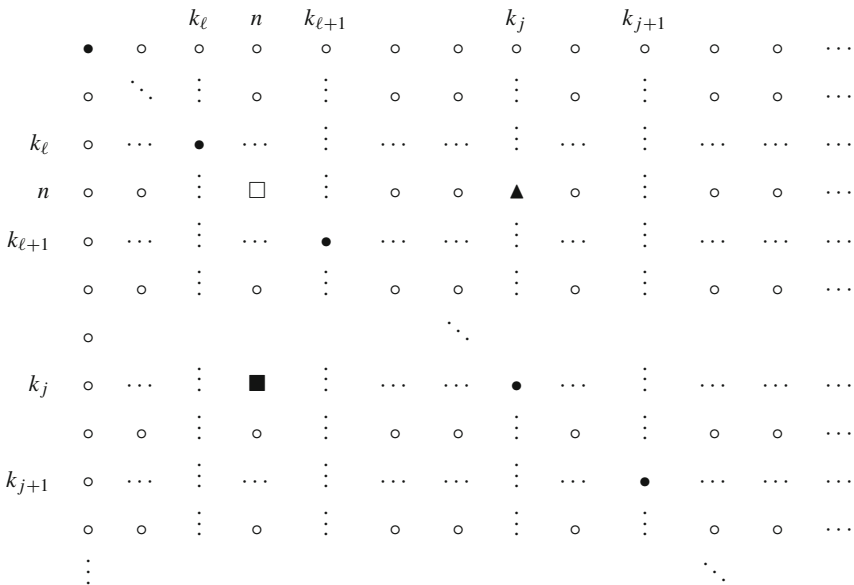 k_ℓ n k_{ℓ+1} k_j k_{j+1}
k_ℓ
n
k_{ℓ+1}
k_j
k_{j+1}